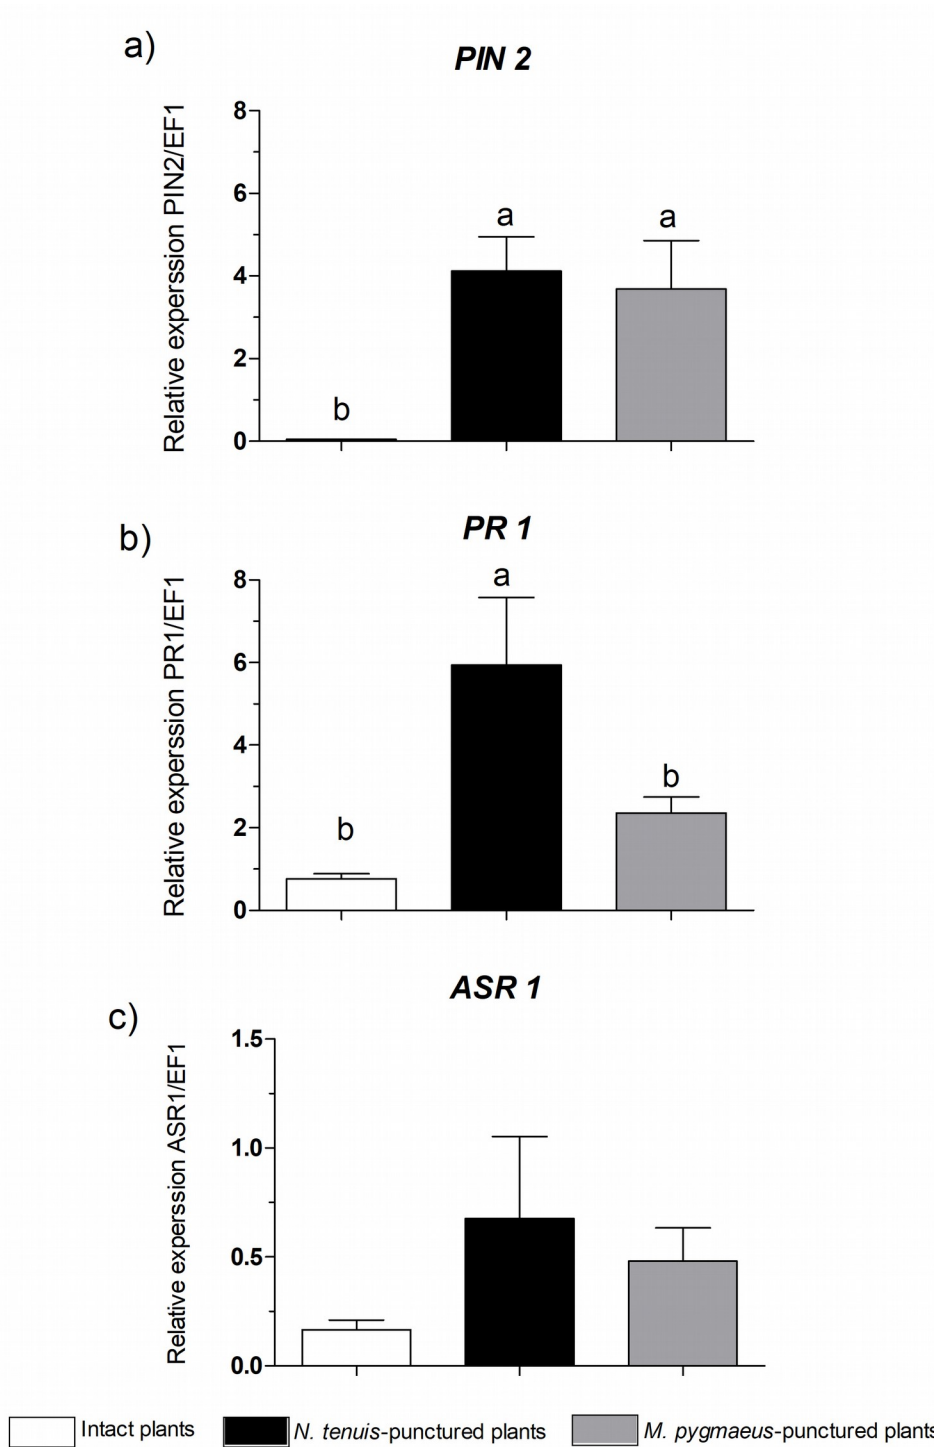 a)
PIN 2
Relative experssion PIN2/EF1
8
6
4
2
0
b
a
a
b)
PR 1
Relative experssion PR1/EF1
8
6
4
2
0
b
a
b
c)
ASR 1
Relative experssion ASR1/EF1
1.5
1.0
0.5
0.0
Intact plants
N. tenuis-punctured plants
M. pygmaeus-punctured plants